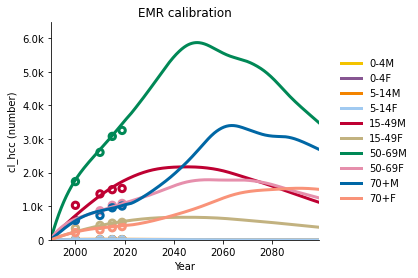 EMR calibration
cl_hcc (number)
6.0k
5.0k
4.0k
3.0k
2.0k
1.0k
0
2000
2020
2040
2060
2080
Year
0-4M
0-4F
5-14M
5-14F
15-49M
15-49F
50-69M
50-69F
70+M
70+F